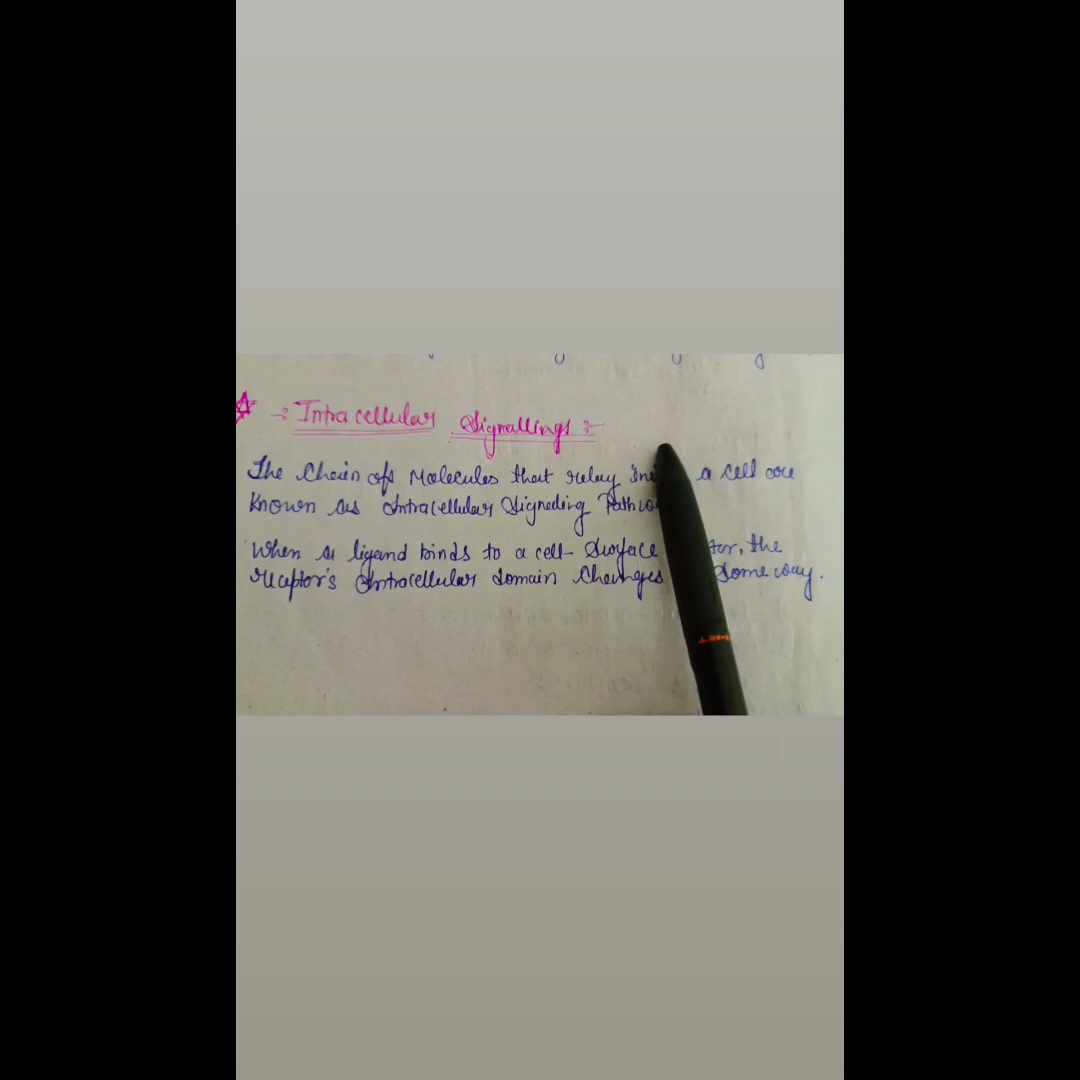 -: Intracellular Signallings :-
The Chain of Molecules that relay a cell are
Known as Intracellular Signaling
When a ligand binds to a cell- Surface the
receptor's Intracellular domain Changes Some way.